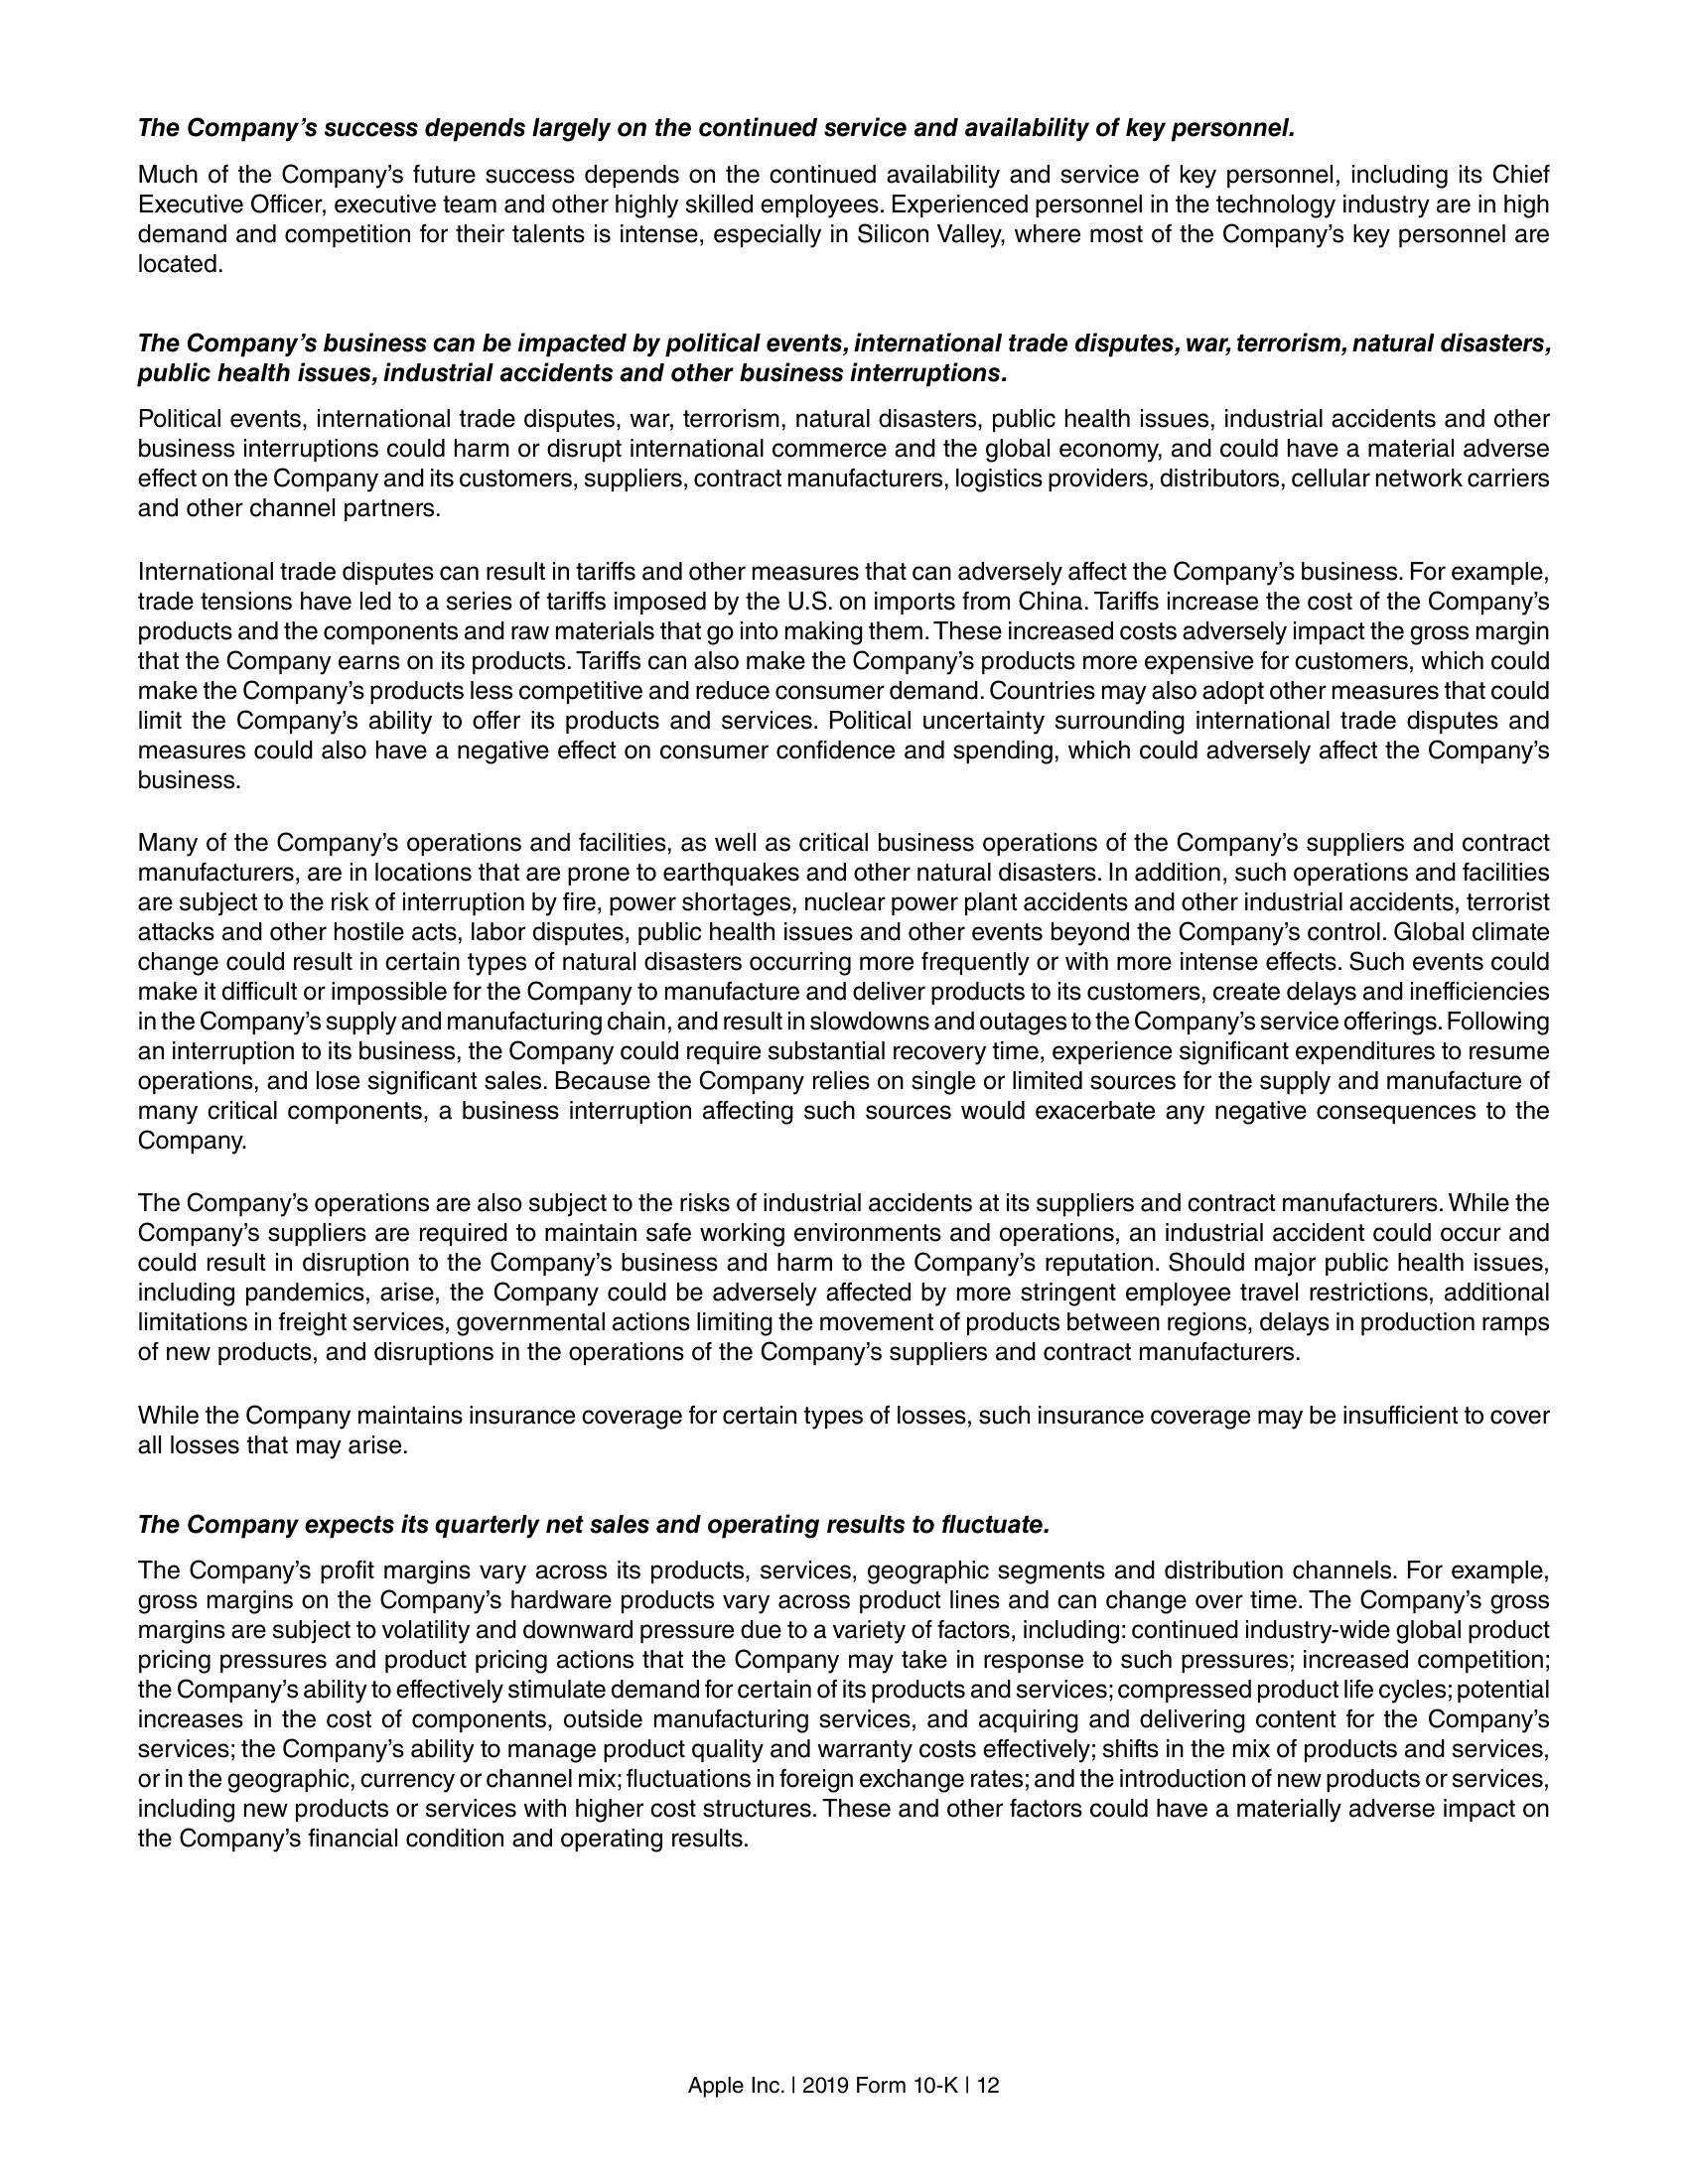 The Company’s success depends largely on the continued service and availability of key personnel.
Much of the Company’s future success depends on the continued availability and service of key personnel, including its Chief
Executive Officer, executive team and other highly skilled employees. Experienced personnel in the technology industry are in high
demand and competition for their talents is intense, especially in Silicon Valley, where most of the Company’s key personnel are
located.
The Company’s business can be impacted by political events, international trade disputes, war, terrorism, natural disasters,
public health issues, industrial accidents and other business interruptions.
Political events, international trade disputes, war, terrorism, natural disasters, public health issues, industrial accidents and other
business interruptions could harm or disrupt international commerce and the global economy, and could have a material adverse
effect on the Company and its customers, suppliers, contract manufacturers, logistics providers, distributors, cellular network carriers
and other channel partners.
International trade disputes can result in tariffs and other measures that can adversely affect the Company’s business. For example,
trade tensions have led to a series of tariffs imposed by the U.S. on imports from China. Tariffs increase the cost of the Company’s
products and the components and raw materials that go into making them. These increased costs adversely impact the gross margin
that the Company earns on its products. Tariffs can also make the Company’s products more expensive for customers, which could
make the Company’s products less competitive and reduce consumer demand. Countries may also adopt other measures that could
limit the Company’s ability to offer its products and services. Political uncertainty surrounding international trade disputes and
measures could also have a negative effect on consumer confidence and spending, which could adversely affect the Company’s
business.
Many of the Company’s operations and facilities, as well as critical business operations of the Company’s suppliers and contract
manufacturers, are in locations that are prone to earthquakes and other natural disasters. In addition, such operations and facilities
are subject to the risk of interruption by fire, power shortages, nuclear power plant accidents and other industrial accidents, terrorist
attacks and other hostile acts, labor disputes, public health issues and other events beyond the Company’s control. Global climate
change could result in certain types of natural disasters occurring more frequently or with more intense effects. Such events could
make it difficult or impossible for the Company to manufacture and deliver products to its customers, create delays and inefficiencies
in the Company’s supply and manufacturing chain, and result in slowdowns and outages to the Company’s service offerings. Following
an interruption to its business, the Company could require substantial recovery time, experience significant expenditures to resume
operations, and lose significant sales. Because the Company relies on single or limited sources for the supply and manufacture of
many critical components, a business interruption affecting such sources would exacerbate any negative consequences to the
Company.
The Company’s operations are also subject to the risks of industrial accidents at its suppliers and contract manufacturers. While the
Company’s suppliers are required to maintain safe working environments and operations, an industrial accident could occur and
could result in disruption to the Company’s business and harm to the Company’s reputation. Should major public health issues,
including pandemics, arise, the Company could be adversely affected by more stringent employee travel restrictions, additional
limitations in freight services, governmental actions limiting the movement of products between regions, delays in production ramps
of new products, and disruptions in the operations of the Company’s suppliers and contract manufacturers.
While the Company maintains insurance coverage for certain types of losses, such insurance coverage may be insufficient to cover
all losses that may arise.
The Company expects its quarterly net sales and operating results to fluctuate.
The Company’s profit margins vary across its products, services, geographic segments and distribution channels. For example,
gross margins on the Company’s hardware products vary across product lines and can change over time. The Company’s gross
margins are subject to volatility and downward pressure due to a variety of factors, including: continued industry-wide global product
pricing pressures and product pricing actions that the Company may take in response to such pressures; increased competition;
the Company’s ability to effectively stimulate demand for certain of its products and services; compressed product life cycles; potential
increases in the cost of components, outside manufacturing services, and acquiring and delivering content for the Company’s
services; the Company’s ability to manage product quality and warranty costs effectively; shifts in the mix of products and services,
or in the geographic, currency or channel mix; fluctuations in foreign exchange rates; and the introduction of new products or services,
including new products or services with higher cost structures. These and other factors could have a materially adverse impact on
the Company’s financial condition and operating results.
Apple Inc. | 2019 Form 10-K | 12